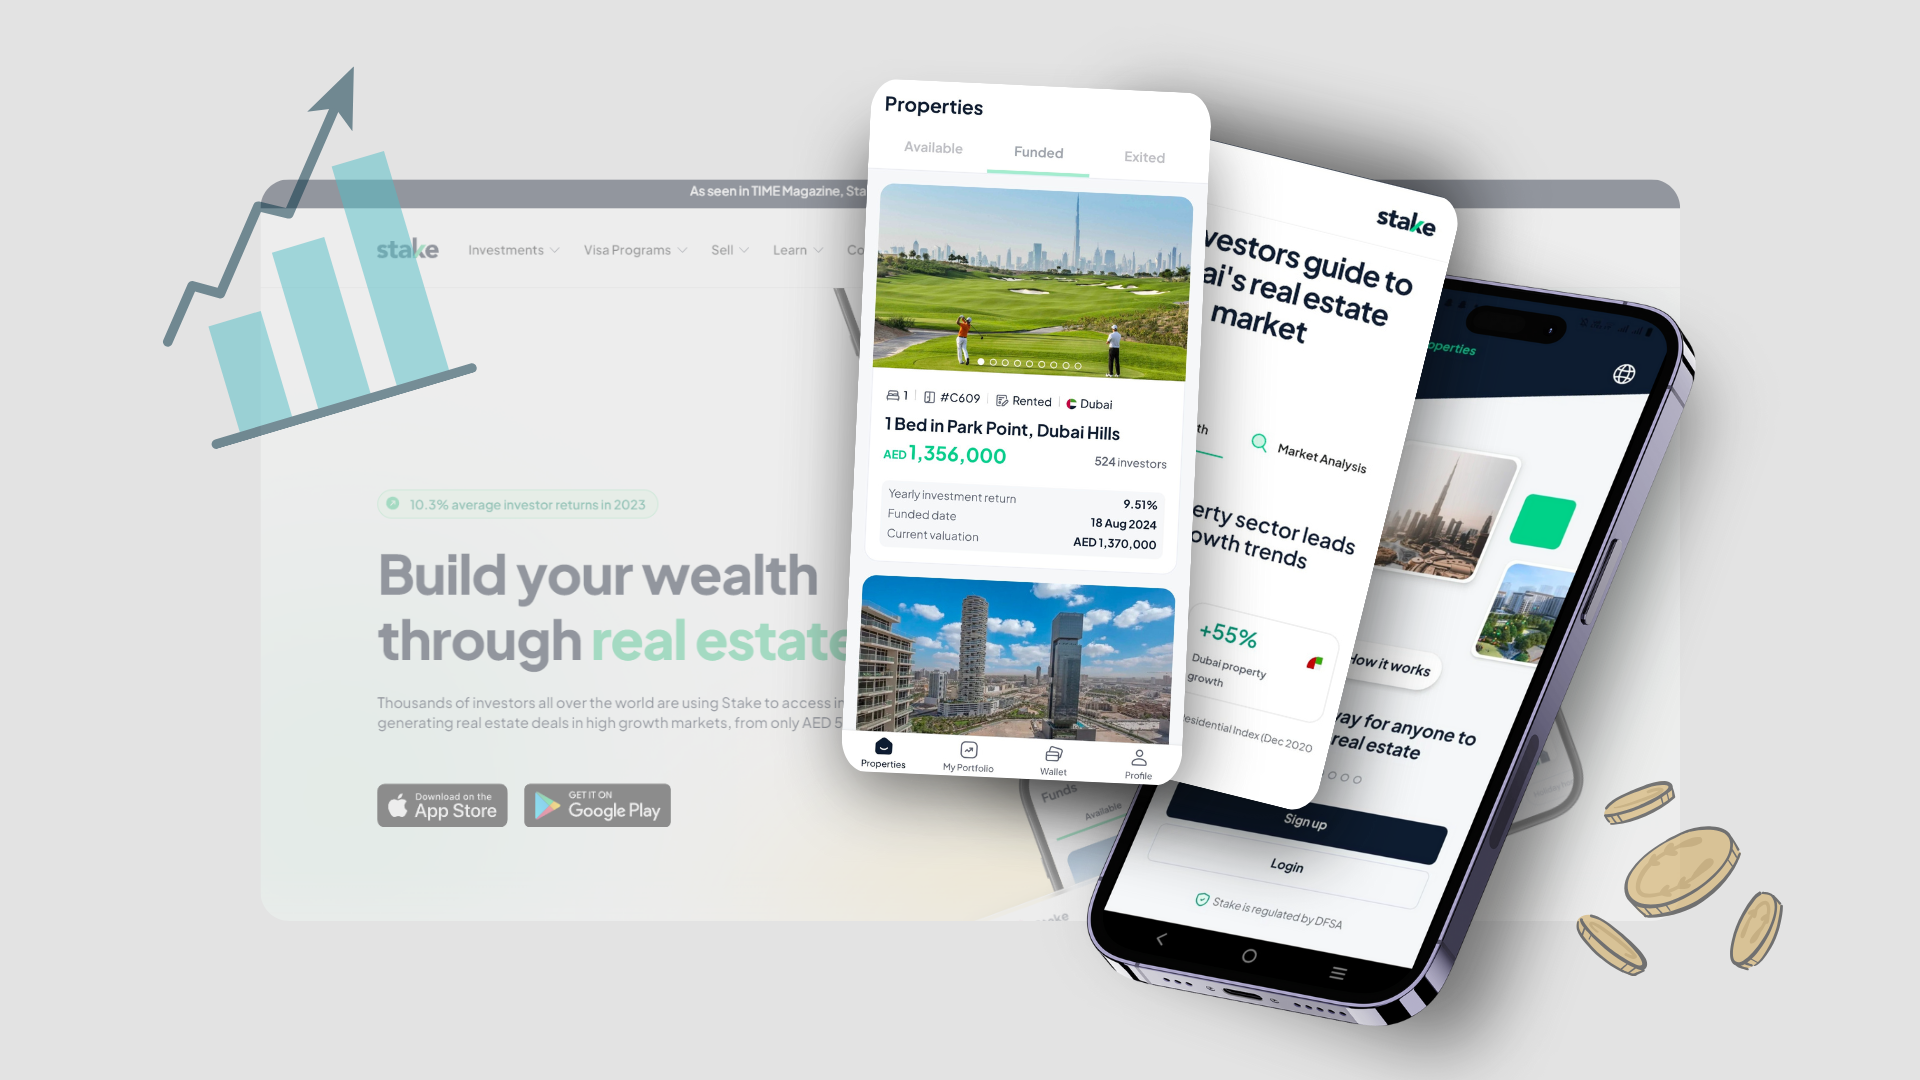 As seen in TIME Magazine,
stake
Investments
Visa Programs
Sell
Learn
10.3% average investor returns in 2023
Build your wealth
through real estate
Thousands of investors all over the world are using Stake to access
generating real estate deals in high growth markets, from only AED
Download on the
App Store
GET IT ON
Google Play
Properties
Available
Funded
Exited
1
#C609
Rented
Dubai
1 Bed in Park Point, Dubai Hills
AED 1,356,000
524 investors
Yearly investment return
9.51%
Funded date
18 Aug 2024
Current valuation
AED 1,370,000
Properties
My Portfolio
Wallet
Profile
stake
vestors guide to
ai's real estate
market
th
Market Analysis
erty sector leads
owth trends
+55%
Dubai property
growth
esidential Index (Dec 2020
operties
How it works
way for anyone to
real estate
Sign up
Login
Stake is regulated by DFSA
Funds
Available